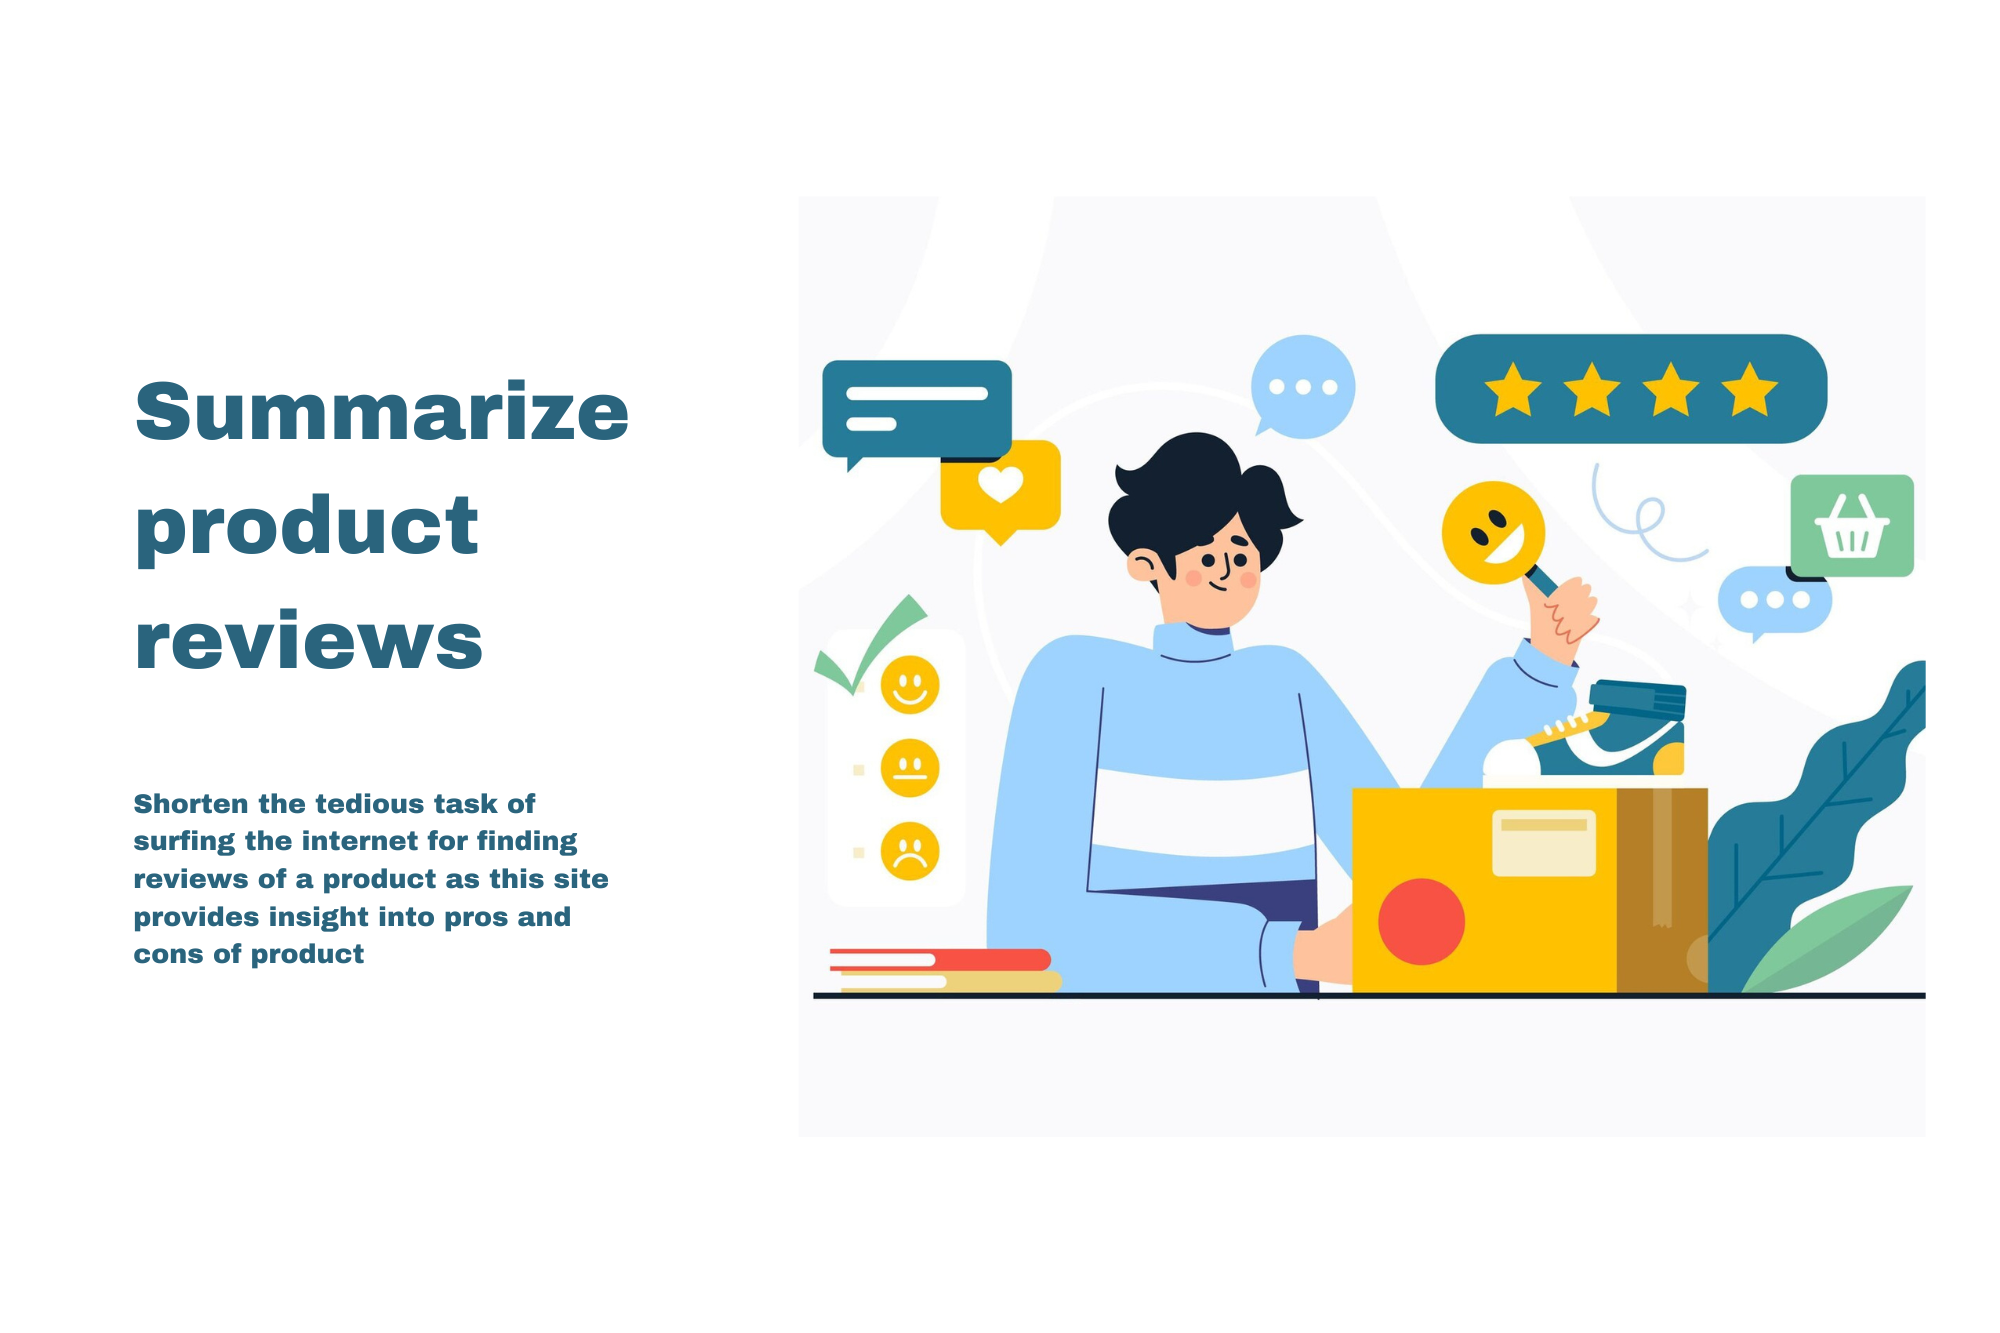 Summarize
product
reviews
Shorten the tedious task of
surfing the internet for finding
reviews of a product as this site
provides insight into pros and
cons of product